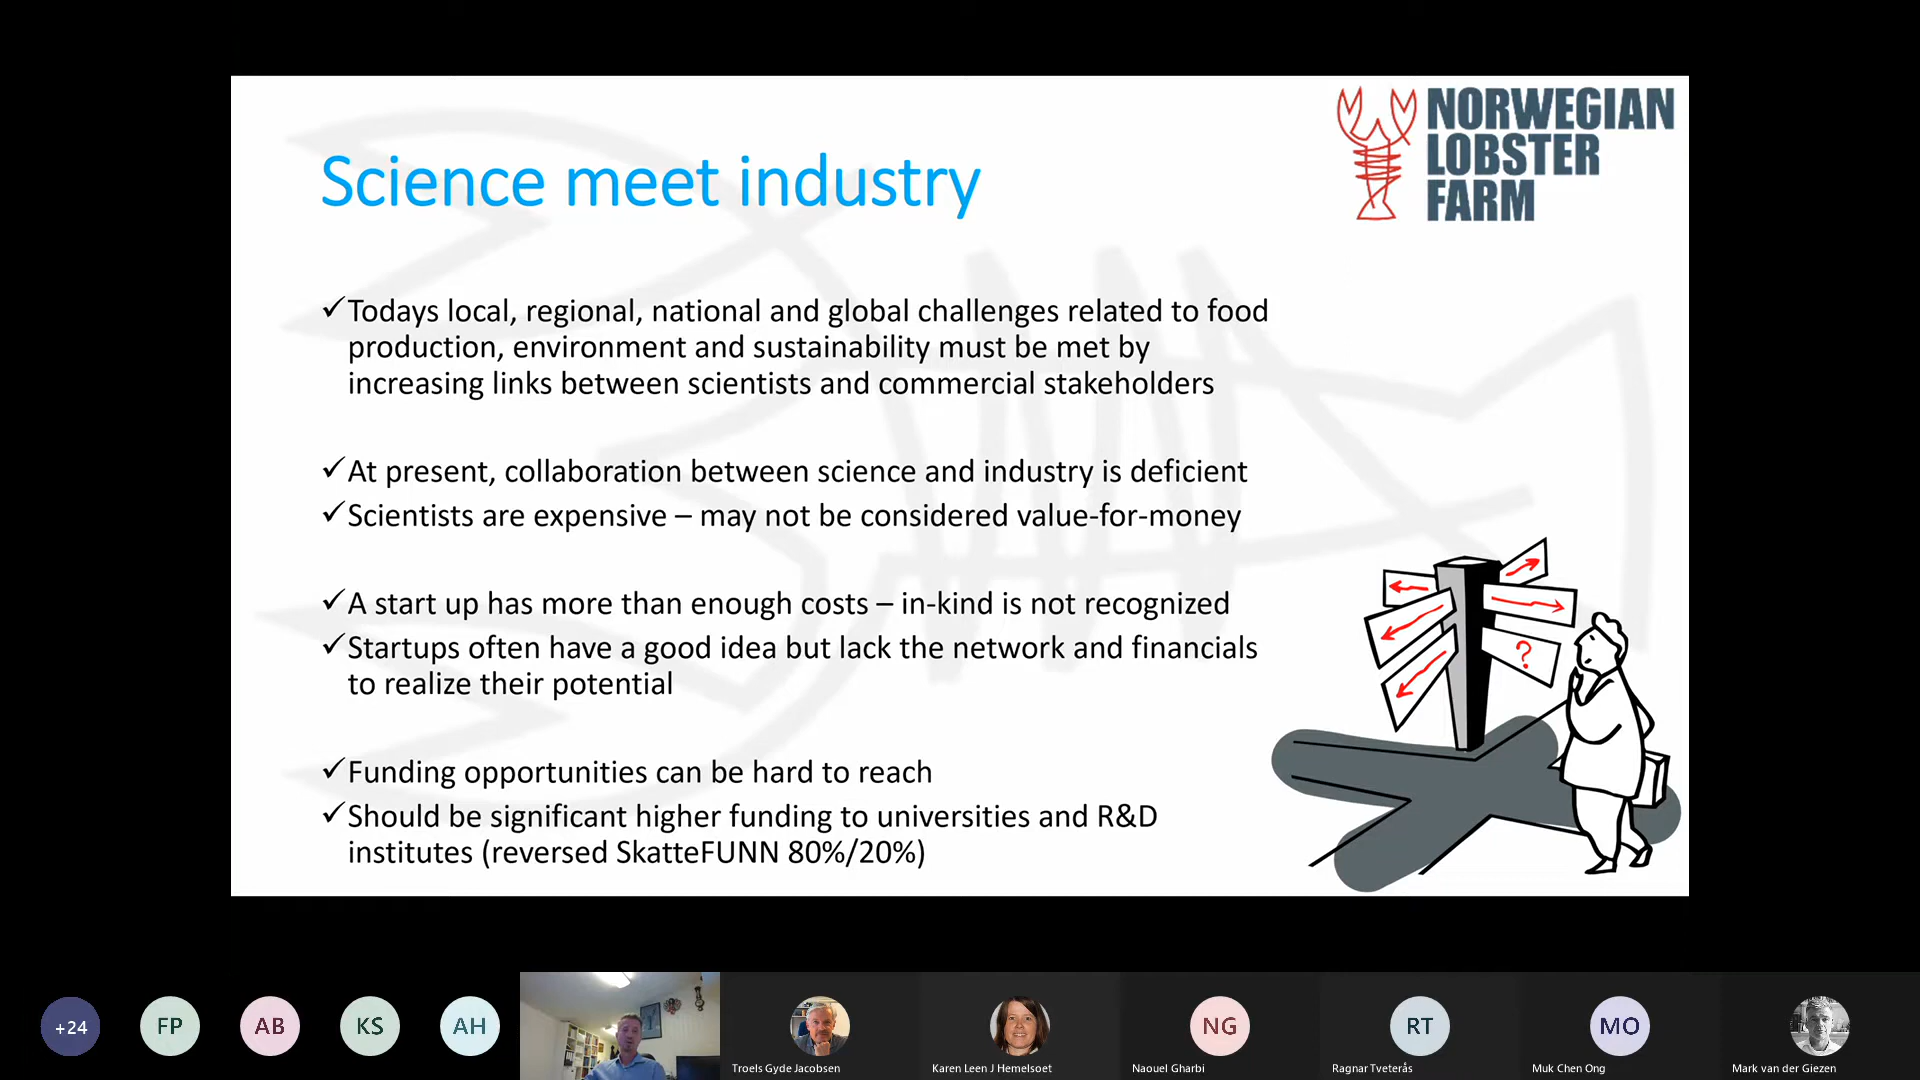 NORWEGIAN
LOBSTER
FARM
Science meet industry
✓Todays local, regional, national and global challenges related to food
production, environment and sustainability must be met by
increasing links between scientists and commercial stakeholders
✓At present, collaboration between science and industry is deficient
✓Scientists are expensive – may not be considered value-for-money
✓A start up has more than enough costs – in-kind is not recognized
✓Startups often have a good idea but lack the network and financials
to realize their potential
?
✓Funding opportunities can be hard to reach
✓Should be significant higher funding to universities and R&D
institutes (reversed SkatteFUNN 80%/20%)
+24
FP
AB
KS
AH
NG
RT
MO
Troels Gyde Jacobsen
Karen Leen J Hemelsoet
Naouel Gharbi
Ragnar Tveterås
Muk Chen Ong
Mark van der Giezen